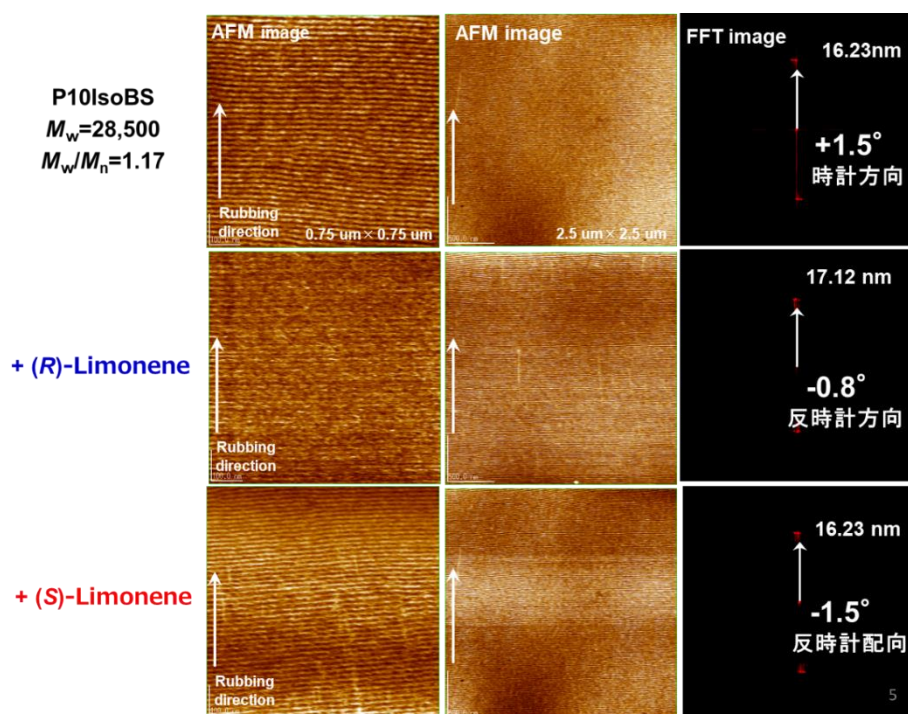 AFM image
AFM image
FFT image
P10IsoBS
Mw=28,500
Mw/Mn=1.17
Rubbing
direction
0.75 um×0.75 um
2.5 um×2.5 um
16.23nm
+1.5°
時計方向
+ (R)-Limonene
Rubbing
direction
17.12 nm
-0.8°
反時計方向
+ (S)-Limonene
Rubbing
direction
16.23 nm
-1.5°
反時計配向
5